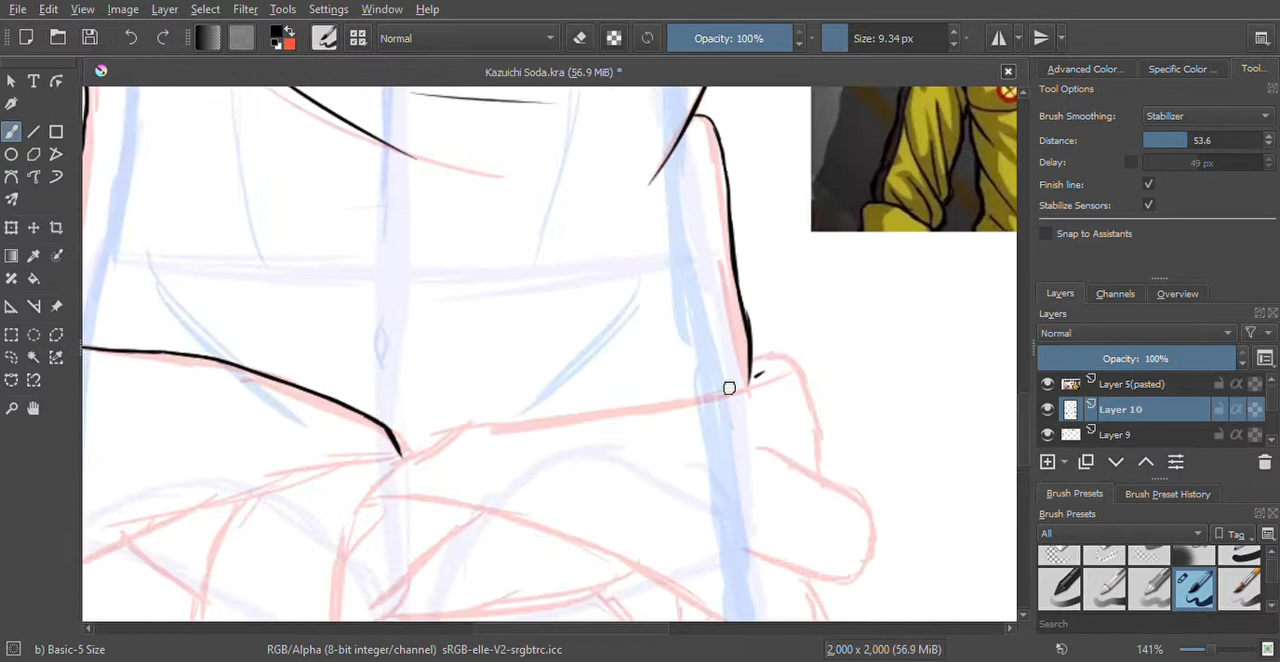 File Edit View Image Layer Select Filter Tools Settings Window Help
Normal Opacity: 100% Size: 9.34 px
Kazuichi Soda.kra (56.9 MiB) *
Advanced Color... Specific Color ... Tool...
Tool Options
Brush Smoothing: Stabilizer
Distance: 53.6
Delay: 49 px
Finish line:
Stabilize Sensors:
Snap to Assistants
Layers Channels Overview
Layers
Normal
Opacity: 100%
Layer 5(pasted)
Layer 10
Layer 9
Brush Presets Brush Preset History
Brush Presets
All Tag
Search
b) Basic-5 Size RGB/Alpha (8-bit integer/channel) sRGB-elle-V2-srgbtrc.icc 2,000 x 2,000 (56.9 MiB) 141%